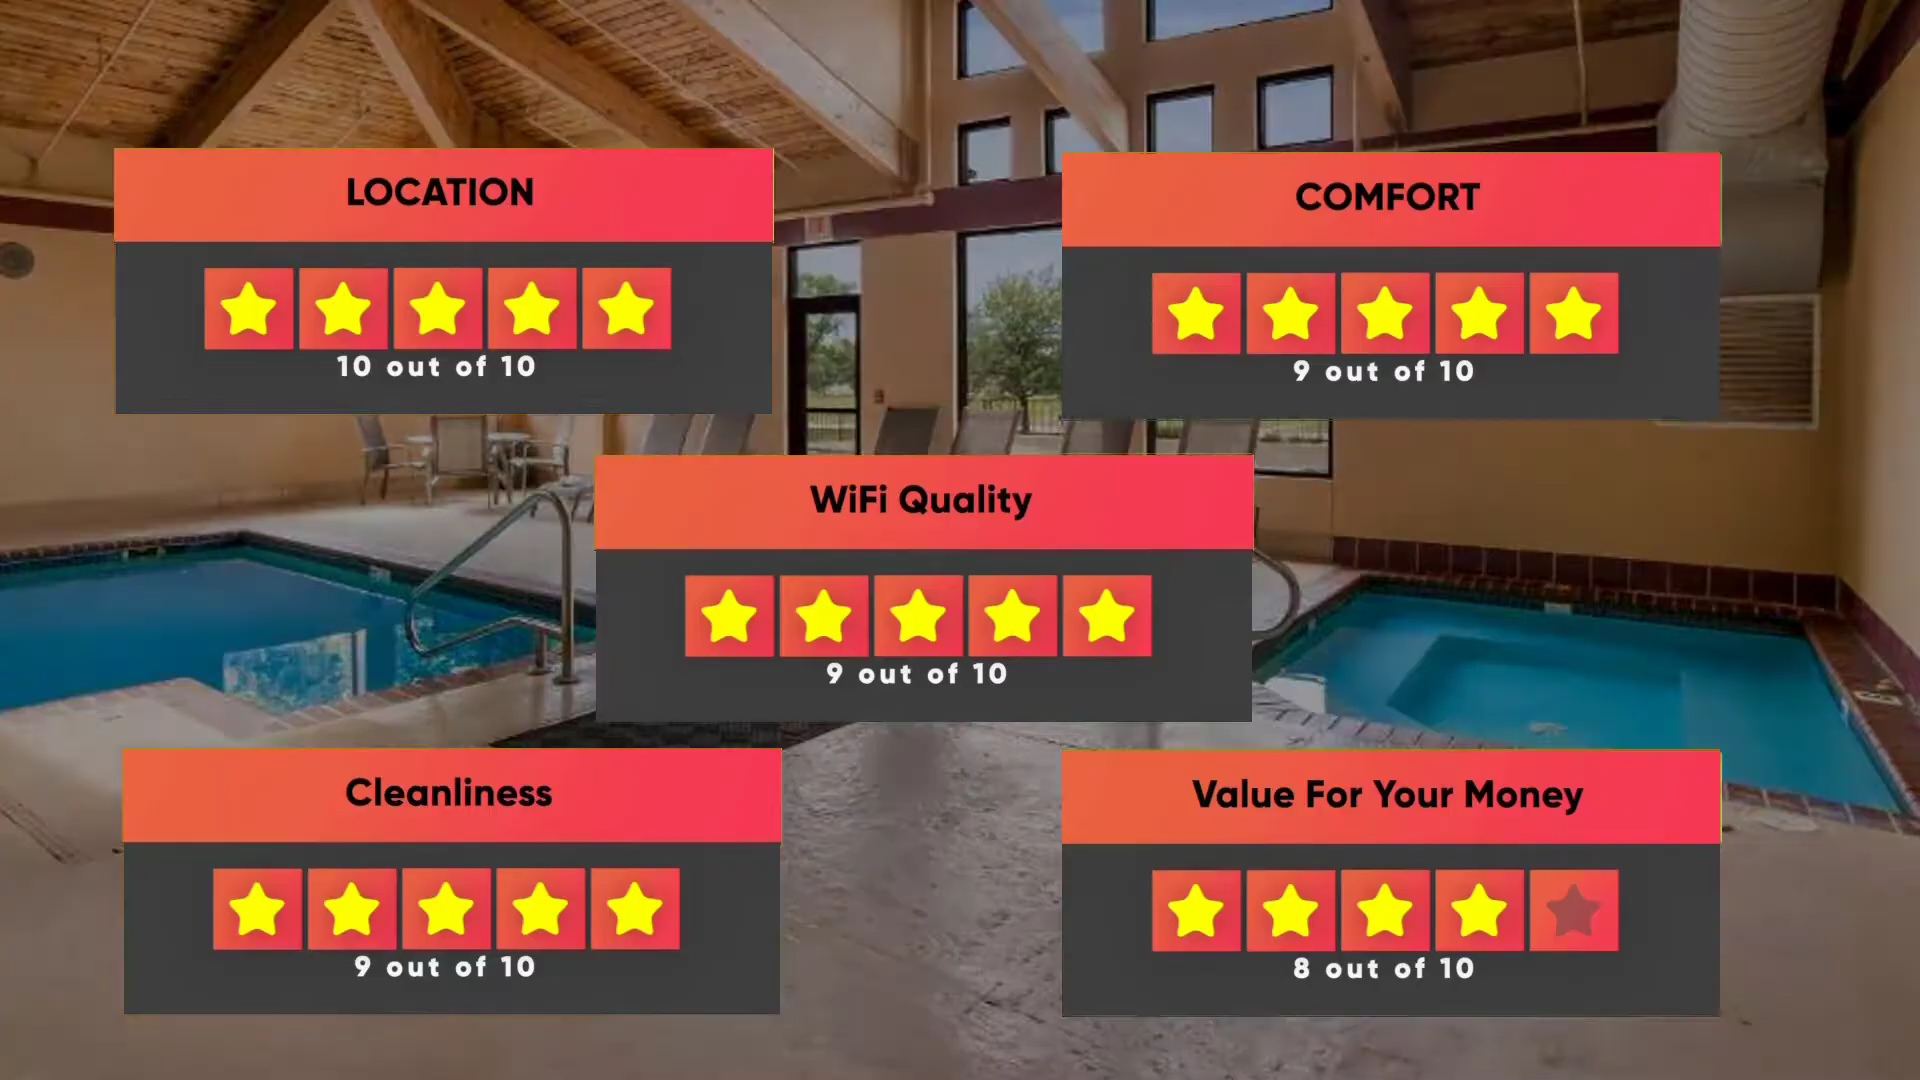 LOCATION
10 out of 10
COMFORT
9 out of 10
WiFi Quality
9 out of 10
Cleanliness
9 out of 10
Value For Your Money
8 out of 10